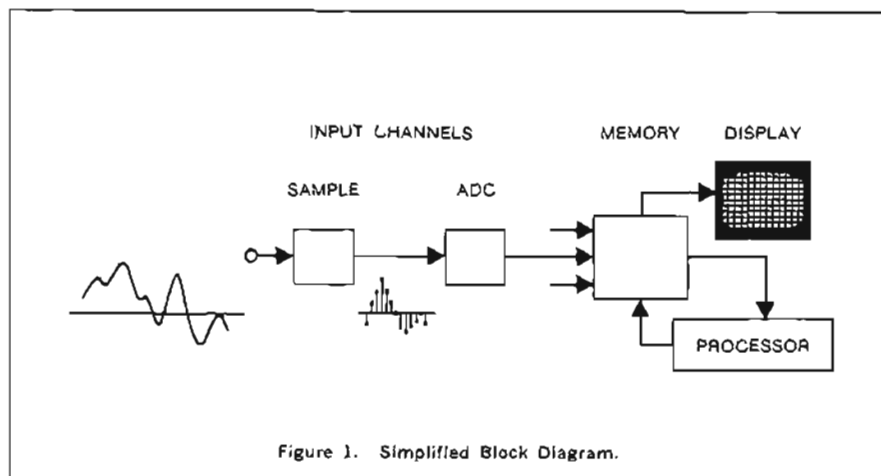 INPUT CHANNELS
MEMORY
DISPLAY
SAMPLE
ADC
PROCESSOR
Figure 1. Simplified Block Diagram.